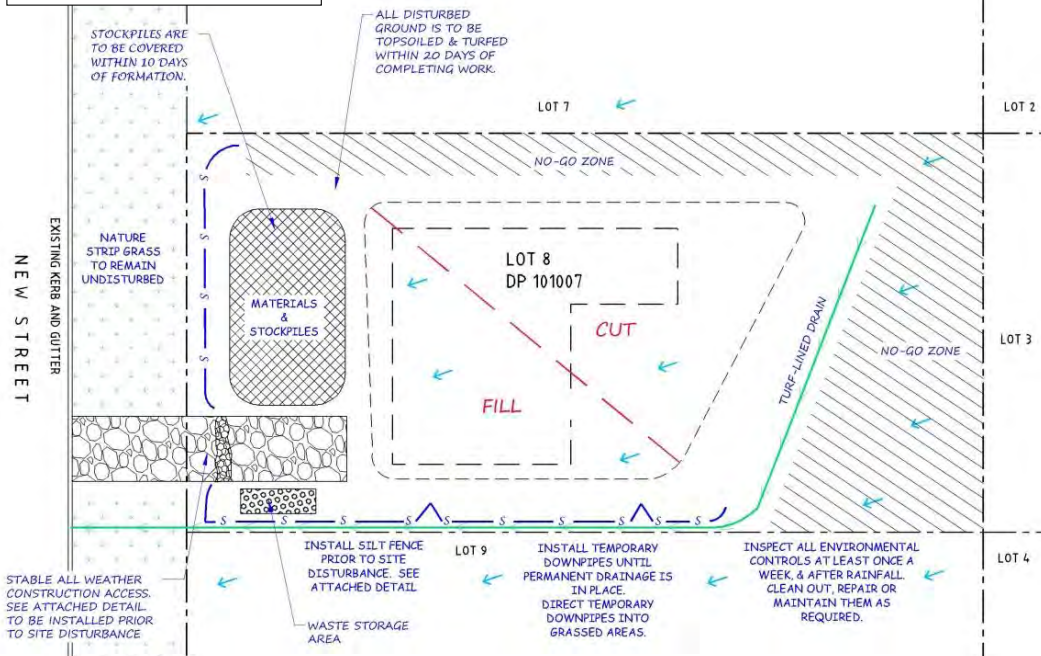 STOCKPILES ARE
TO BE COVERED
WITHIN 10 DAYS
OF FORMATION.
ALL DISTURBED
GROUND IS TO BE
TOPSOILED & TURFED
WITHIN 20 DAYS OF
COMPLETING WORK.
LOT 7
LOT 2
NO-GO ZONE
NEW STREET
EXISTING KERB AND GUTTER
NATURE
STRIP GRASS
TO REMAIN
UNDISTURBED
S
S
S
S
MATERIALS
&
STOCKPILES
LOT 8
DP 101007
CUT
FILL
TURF-LINED DRAIN
NO-GO ZONE
LOT 3
S
S
S
S
S
S
S
S
STABLE ALL WEATHER
CONSTRUCTION ACCESS.
SEE ATTACHED DETAIL
TO BE INSTALLED PRIOR
TO SITE DISTURBANCE
INSTALL SILT FENCE
PRIOR TO SITE
DISTURBANCE. SEE
ATTACHED DETAIL
WASTE STORAGE
AREA
LOT 9
INSTALL TEMPORARY
DOWNPIPES UNTIL
PERMANENT DRAINAGE IS
IN PLACE.
DIRECT TEMPORARY
DOWNPIPES INTO
GRASSED AREAS.
INSPECT ALL ENVIRONMENTAL
CONTROLS AT LEAST ONCE A
WEEK, & AFTER RAINFALL.
CLEAN OUT, REPAIR OR
MAINTAIN THEM AS
REQUIRED.
LOT 4